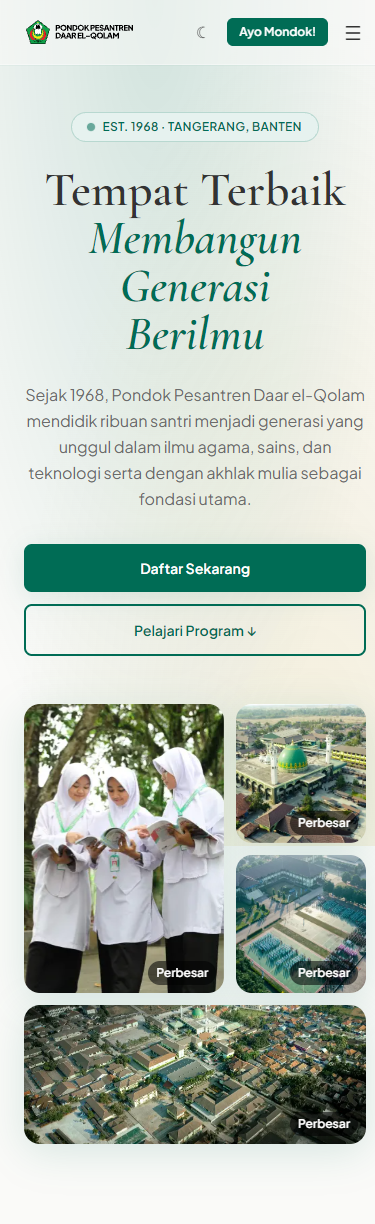 PONDOK PESANTREN
DAAR EL-QOLAM
Ayo Mondok!
EST. 1968 · TANGERANG, BANTEN
Tempat Terbaik
Membangun
Generasi
Berilmu
Sejak 1968, Pondok Pesantren Daar el-Qolam
mendidik ribuan santri menjadi generasi yang
unggul dalam ilmu agama, sains, dan
teknologi serta dengan akhlak mulia sebagai
fondasi utama.
Daftar Sekarang
Pelajari Program ↓
Perbesar
Perbesar
Perbesar
Perbesar